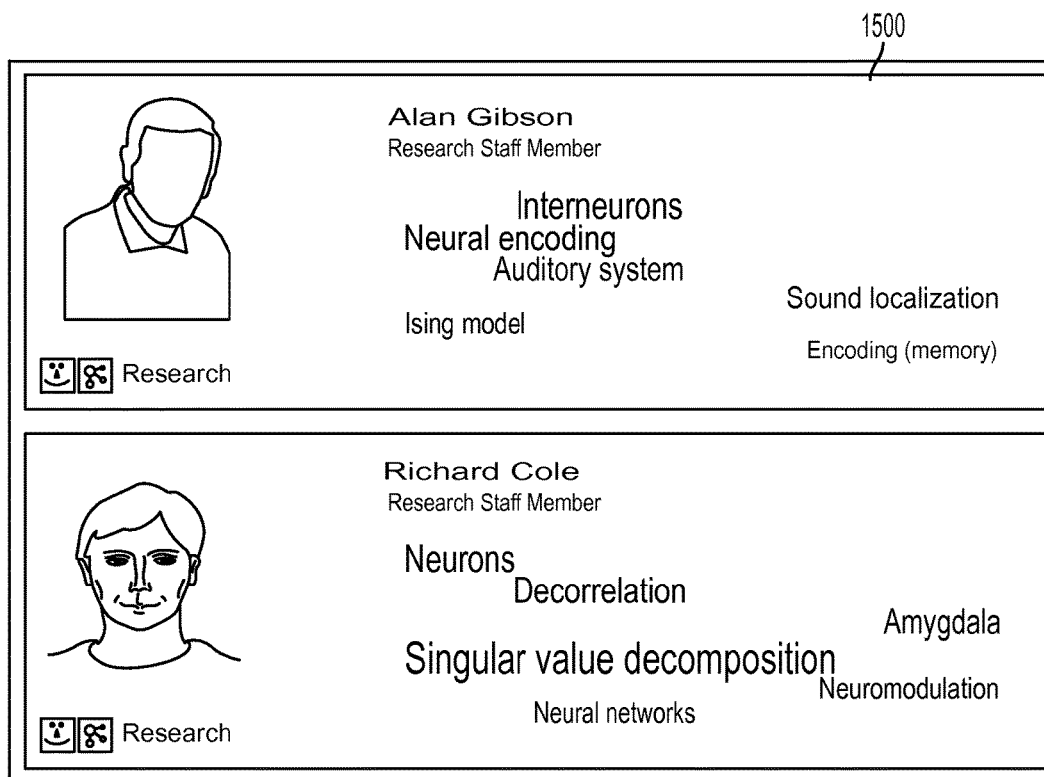 1500
Alan Gibson
Research Staff Member
Interneurons
Neural encoding
Auditory system
Sound localization
Ising model
Encoding (memory)
Research
Richard Cole
Research Staff Member
Neurons
Decorrelation
Amygdala
Singular value decomposition
Neuromodulation
Neural networks
Research